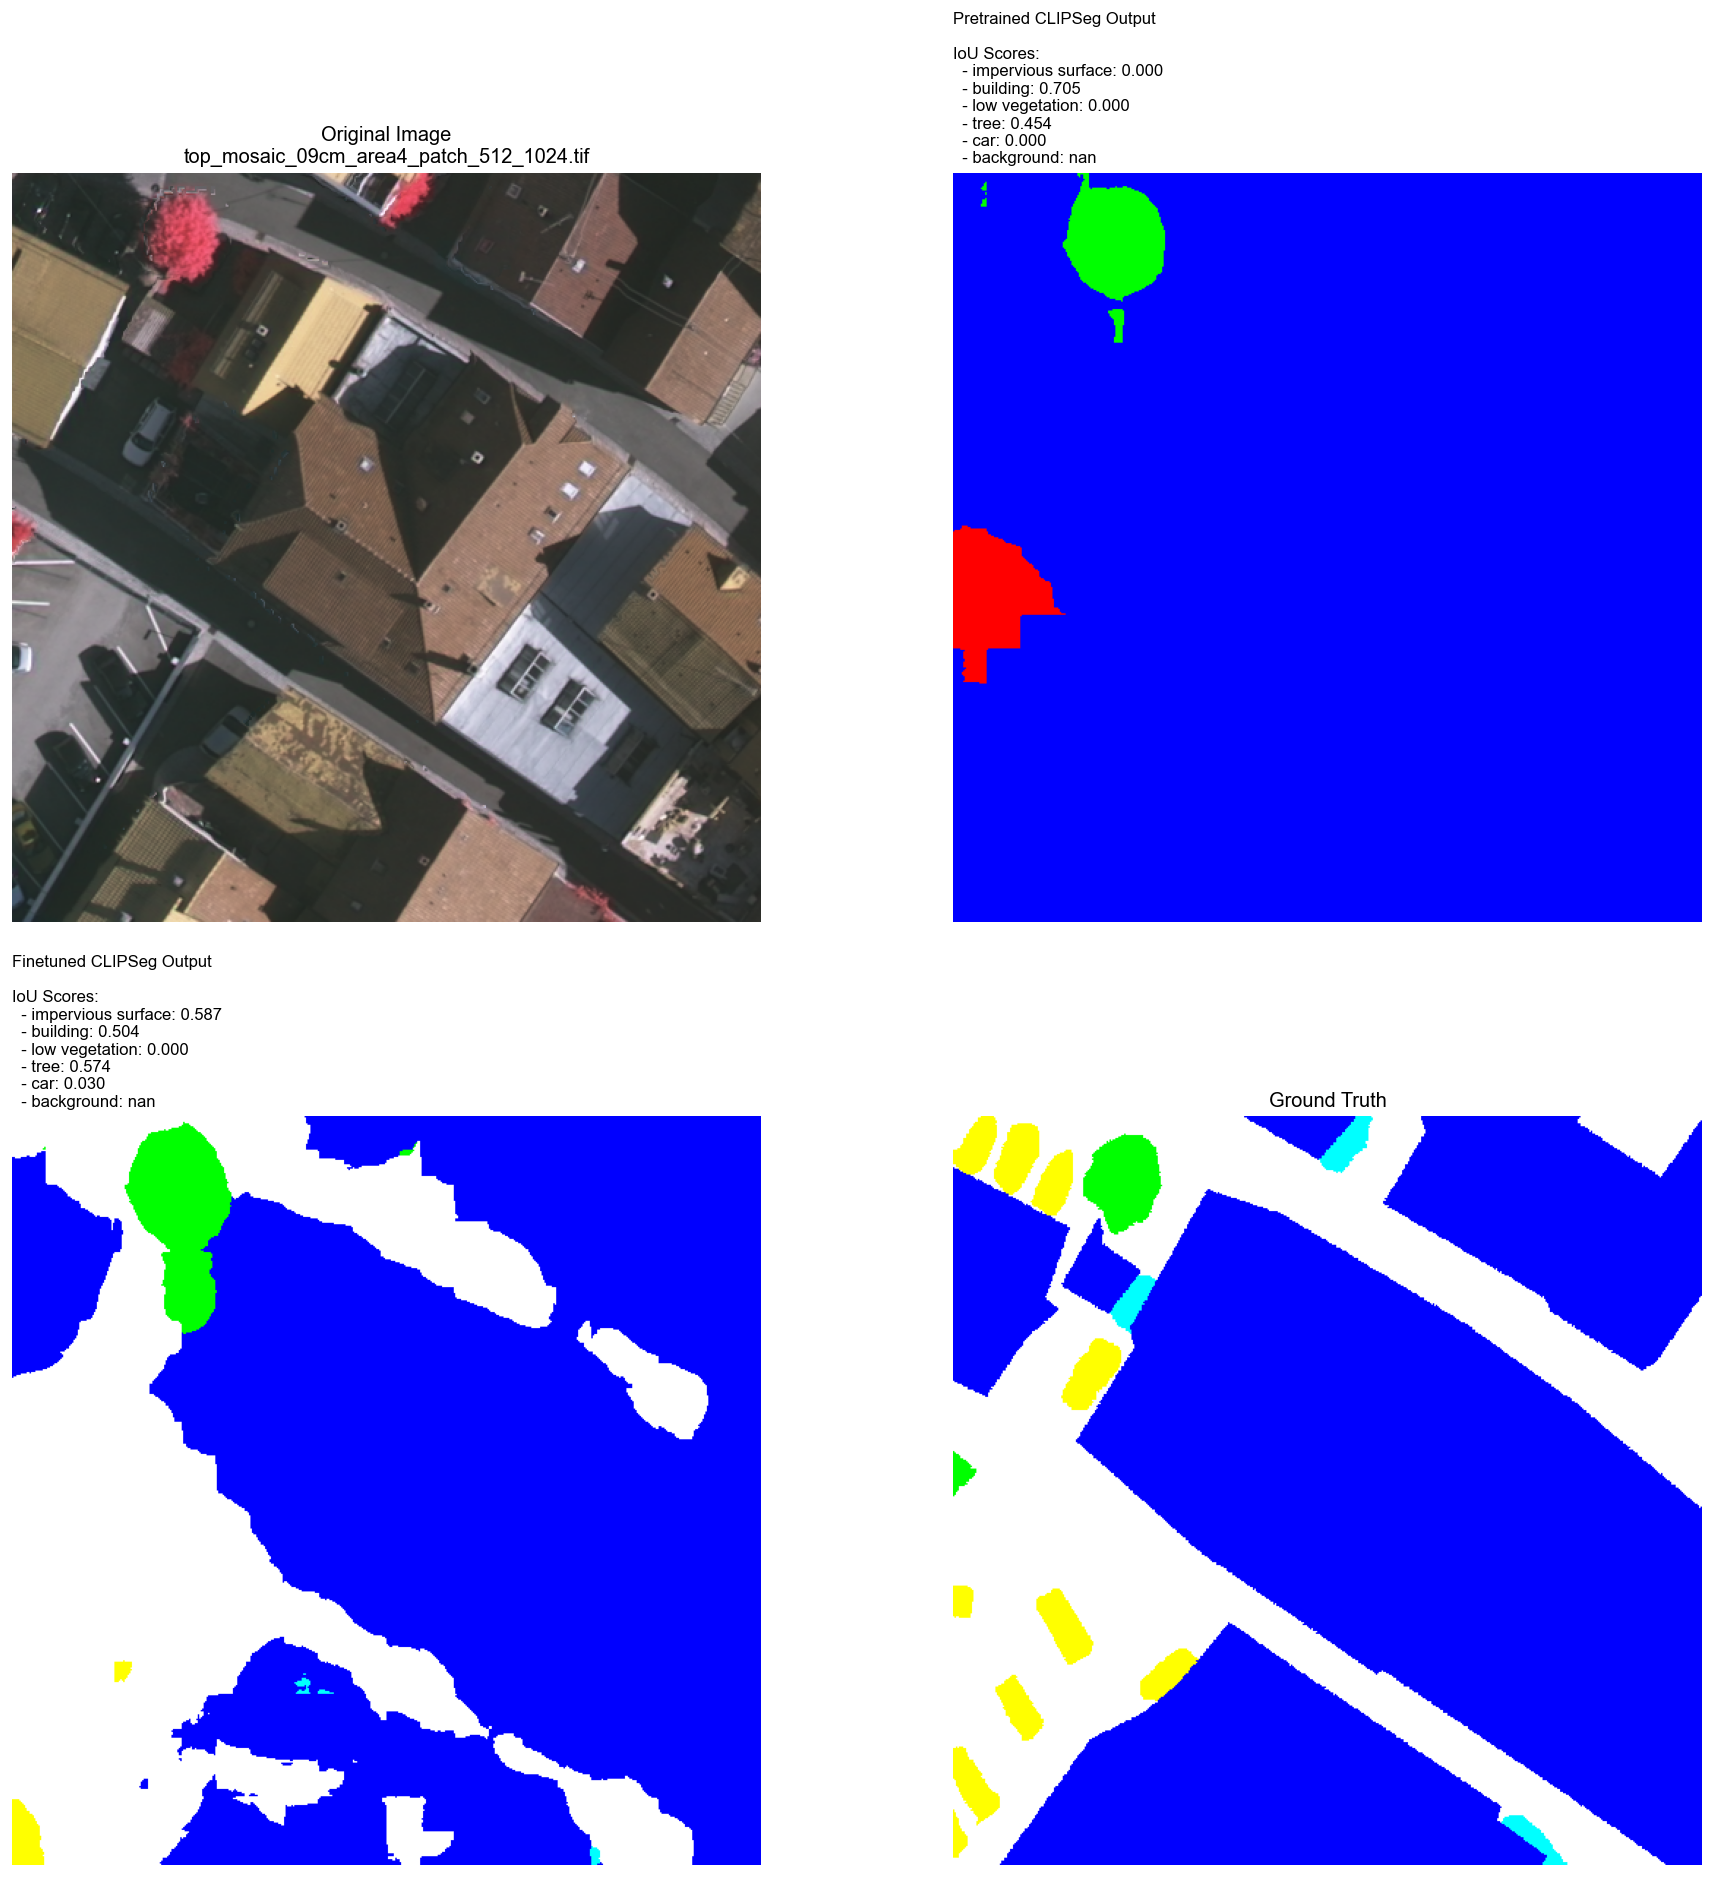 Original Image
top_mosaic_09cm_area4_patch_512_1024.tif
Pretrained CLIPSeg Output
IoU Scores:
- impervious surface: 0.000
- building: 0.705
- low vegetation: 0.000
- tree: 0.454
- car: 0.000
- background: nan
Finetuned CLIPSeg Output
IoU Scores:
- impervious surface: 0.587
- building: 0.504
- low vegetation: 0.000
- tree: 0.574
- car: 0.030
- background: nan
Ground Truth